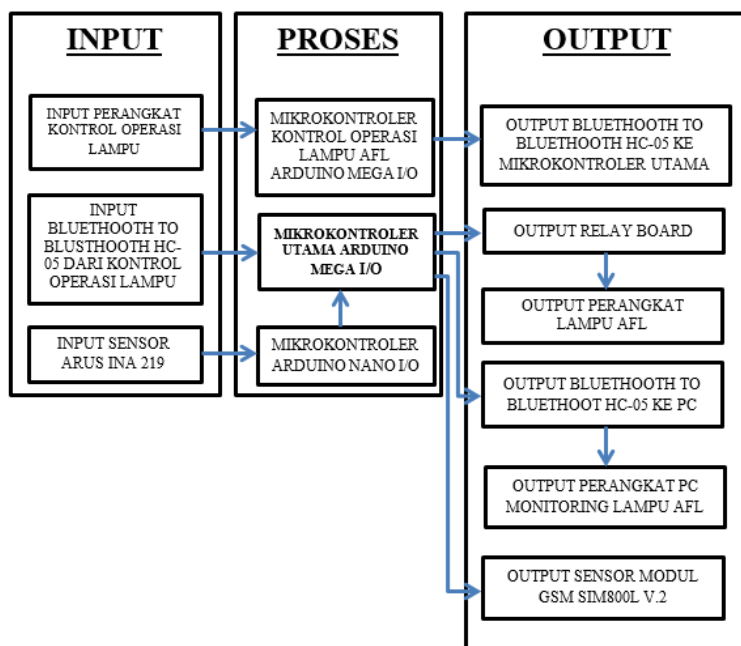 INPUT
INPUT PERANGKAT
KONTROL OPERASI
LAMPU
INPUT
BLUETHOOTH TO
BLUSTHOOTH HC-
05 DARI KONTROL
OPERASI LAMPU
INPUT SENSOR
ARUS INA 219
PROSES
MIKROKONTROLER
KONTROL OPERASI
LAMPU AFL
ARDUINO MEGA I/O
MIKROKONTROLER
UTAMA ARDUINO
MEGA I/O
MIKROKONTROLER
ARDUINO NANO I/O
OUTPUT
OUTPUT BLUETHOOTH TO
BLUETHOOTH HC-05 KE
MIKROKONTROLER UTAMA
OUTPUT RELAY BOARD
OUTPUT PERANGKAT
LAMPU AFL
OUTPUT BLUETHOOTH TO
BLUETHOOT HC-05 KE PC
OUTPUT PERANGKAT PC
MONITORING LAMPU AFL
OUTPUT SENSOR MODUL
GSM SIM800L V.2